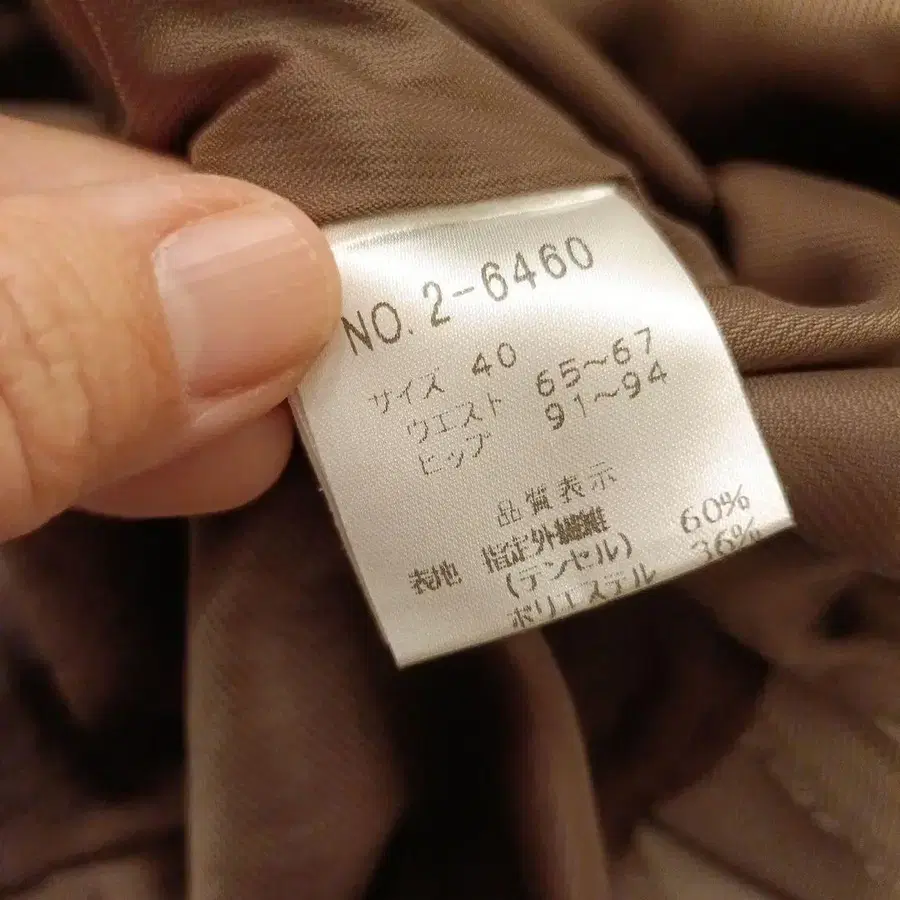 NO. 2-6460
サイズ 40
ウエスト 65～67
ヒップ 91～94
品質表示
表地 指定外繊維 60%
(テンセル)
ポリエステル 36%